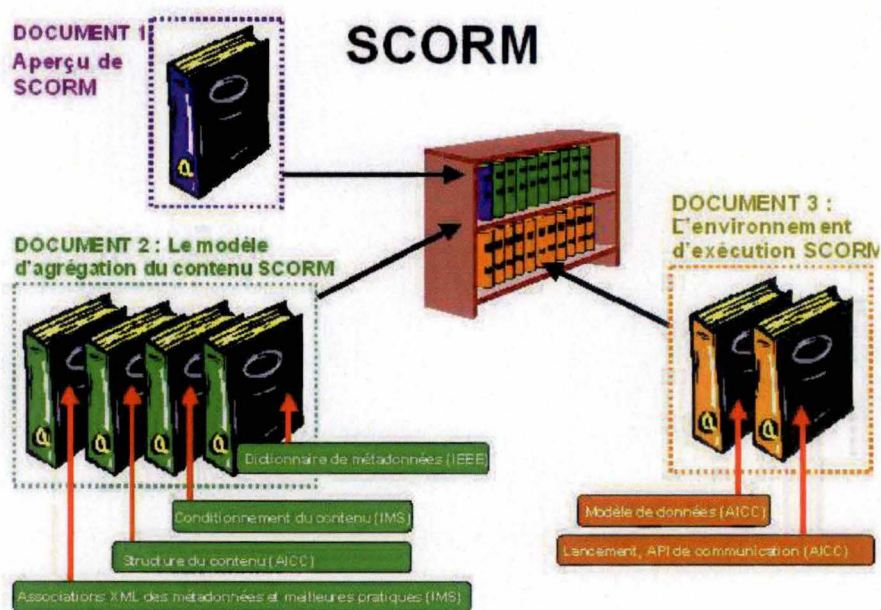 SCORM
DOCUMENT 1
Aperçu de
SCORM
DOCUMENT 2 : Le modèle
d'agrégation du contenu SCORM
DOCUMENT 3 :
L'environnement
d'exécution SCORM
Dictionnaire de métadonnées (IEEE)
Conditionnement du contenu (IMS)
Structure du contenu (AICC)
Associations XML des métadonnées et meilleures pratiques (IMS)
Modèle de données (AICC)
Lancement, API de communication (AICC)